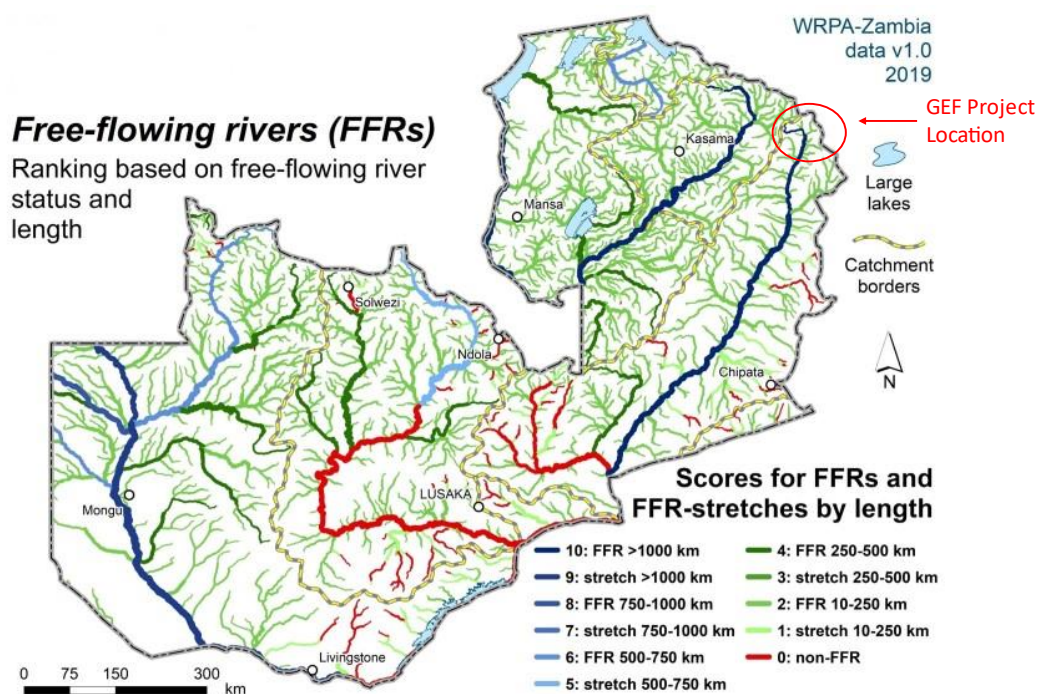 WRPA-Zambia
data v1.0
2019
Free-flowing rivers (FFRs)
Ranking based on free-flowing river
status and
length
GEF Project
Location
Large
lakes
Catchment
borders
N
Kasama
Mansa
Solwezi
Ndola
Chipata
Mongu
LUSAKA
Livingstone
Scores for FFRs and
FFR-stretches by length
10: FFR >1000 km
9: stretch >1000 km
8: FFR 750-1000 km
7: stretch 750-1000 km
6: FFR 500-750 km
5: stretch 500-750 km
4: FFR 250-500 km
3: stretch 250-500 km
2: FFR 10-250 km
1: stretch 10-250 km
0: non-FFR
0 75 150 300
km